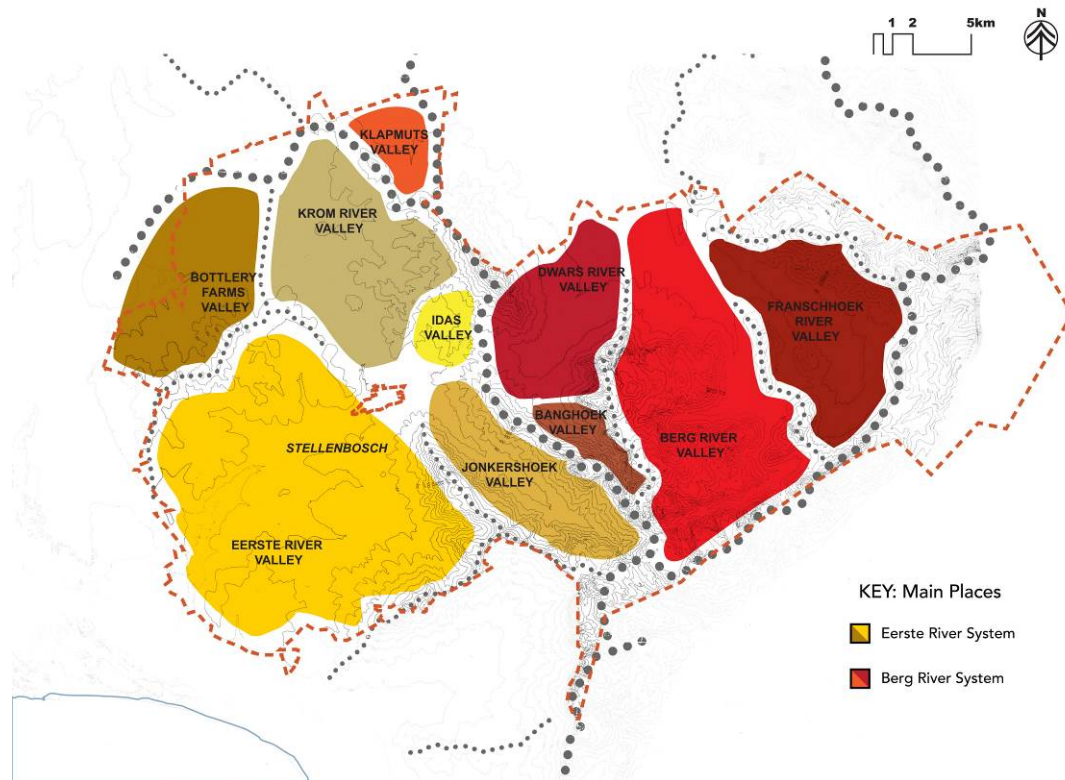 1 2 5km
N
KLAPMUTS
VALLEY
KROM RIVER
VALLEY
BOTTLERY
FARMS
VALLEY
DWARS RIVER
VALLEY
IDAS
VALLEY
FRANSCHHOEK
RIVER
VALLEY
BANGHOEK
VALLEY
BERG RIVER
VALLEY
STELLENBOSCH
JONKERSHOEK
VALLEY
EERSTE RIVER
VALLEY
KEY: Main Places
Eerste River System
Berg River System